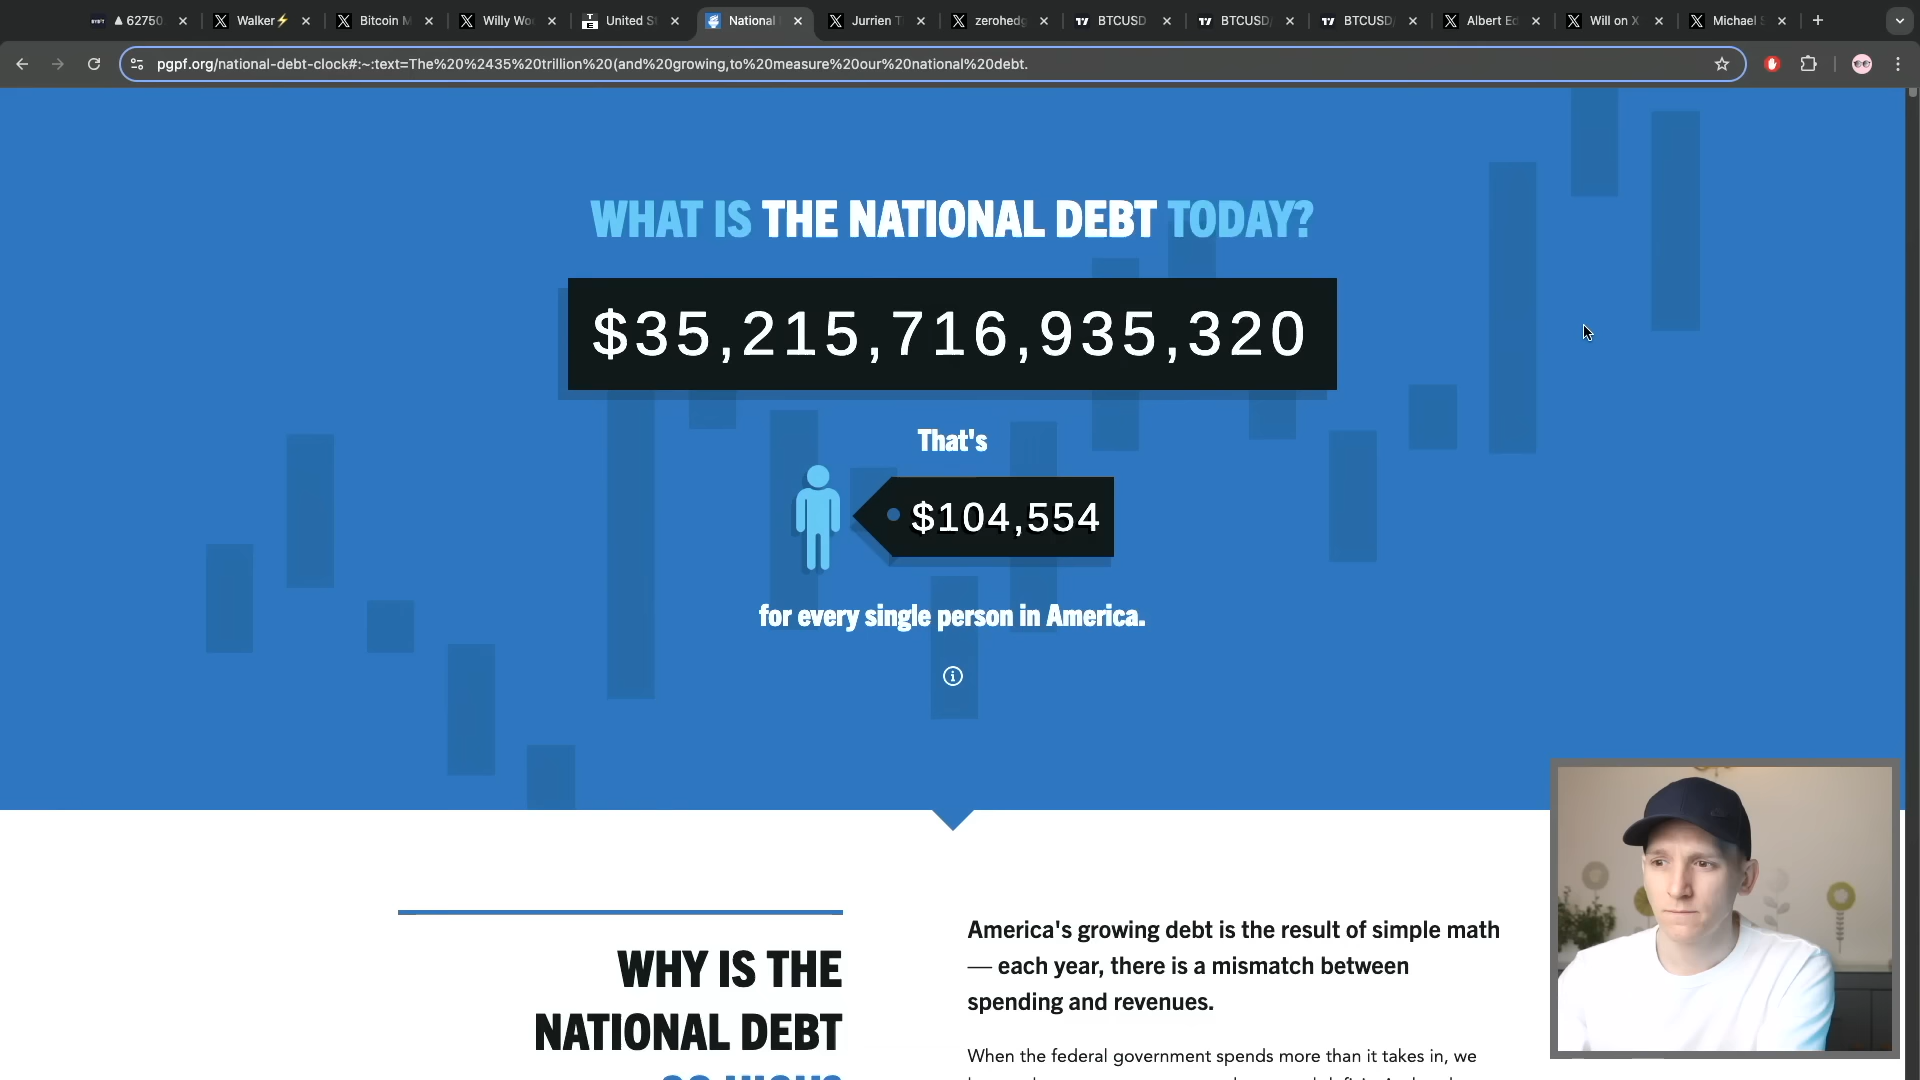 62750
Walker⚡
Bitcoin M
Willy Wo
United S
National
Jurrien T
zerohedg
BTCUSD
BTCUSD
BTCUSD
Albert Ed
Will on X
Michael S
pgpf.org/national-debt-clock#:~:text=The%20%2435%20trillion%20(and%20growing,to%20measure%20our%20national%20debt.
WHAT IS THE NATIONAL DEBT TODAY?
$35,215,716,935,320
That's
$104,554
for every single person in America.
WHY IS THE
NATIONAL DEBT
America's growing debt is the result of simple math
— each year, there is a mismatch between
spending and revenues.
When the federal government spends more than it takes in, we